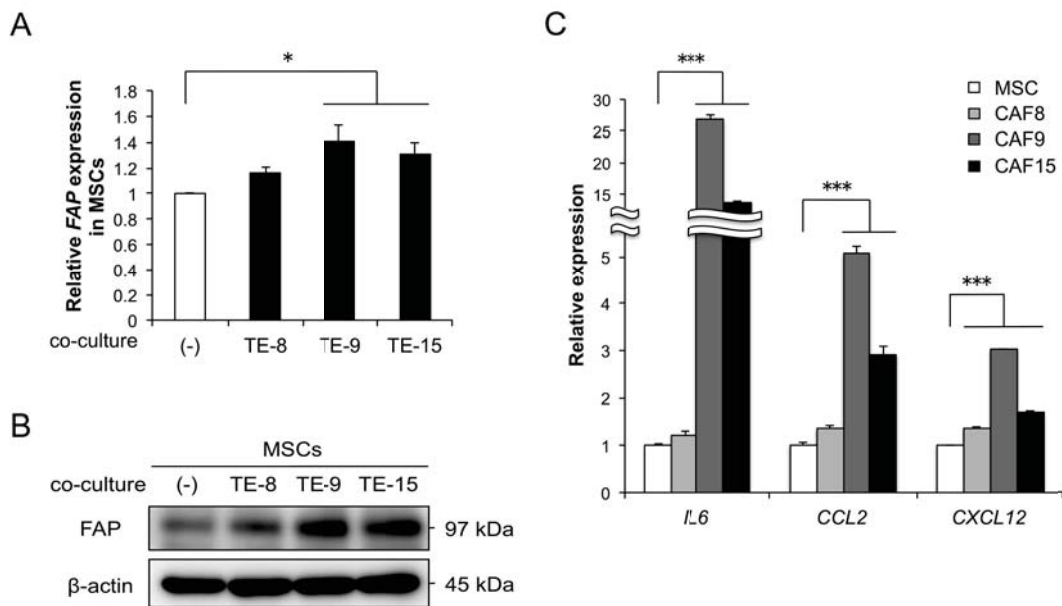 A
*
Relative FAP expression
in MSCs
1.8
1.6
1.4
1.2
1
0.8
0.6
0.4
0.2
0
co-culture (-) TE-8 TE-9 TE-15
B
MSCs
co-culture (-) TE-8 TE-9 TE-15
FAP 97 kDa
β-actin 45 kDa
C
***
***
***
MSC
CAF8
CAF9
CAF15
Relative expression
30
25
20
15
5
4
3
2
1
0
IL6 CCL2 CXCL12